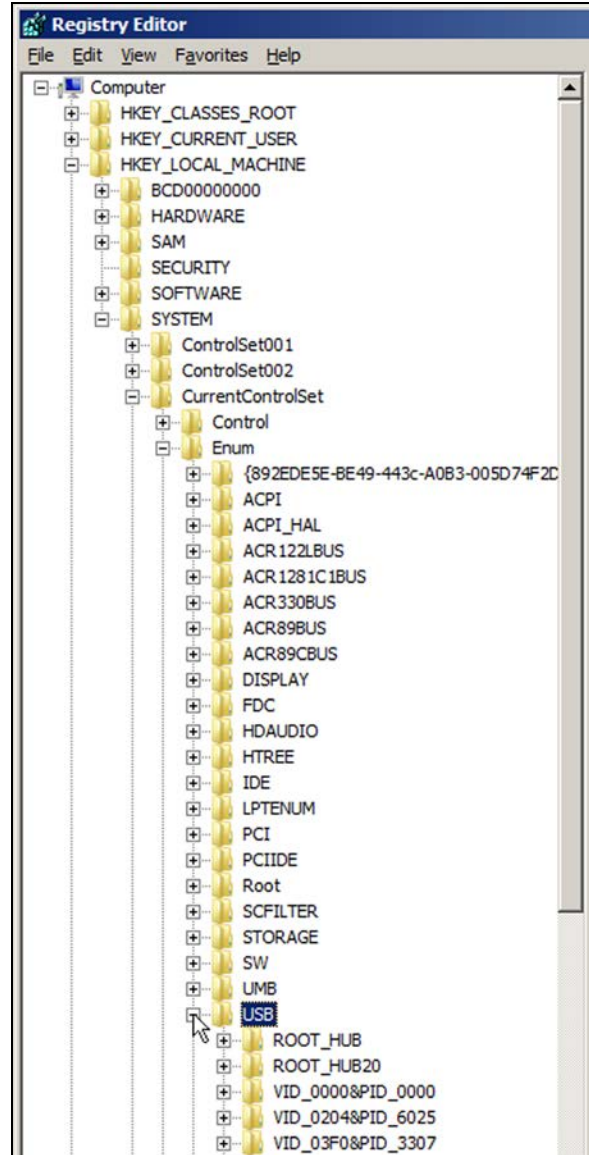 Registry Editor
File Edit View Favorites Help
Computer
HKEY_CLASSES_ROOT
HKEY_CURRENT_USER
HKEY_LOCAL_MACHINE
BCD00000000
HARDWARE
SAM
SECURITY
SOFTWARE
SYSTEM
ControlSet001
ControlSet002
CurrentControlSet
Control
Enum
{892EDE5E-BE49-443c-A0B3-005D74F2D
ACPI
ACPI_HAL
ACR122LBUS
ACR1281C1BUS
ACR330BUS
ACR89BUS
ACR89CBUS
DISPLAY
FDC
HDAUDIO
HTREE
IDE
LPTENUM
PCI
PCIIDE
Root
SCFILTER
STORAGE
SW
UMB
USB
ROOT_HUB
ROOT_HUB20
VID_0000&PID_0000
VID_0204&PID_6025
VID_03F0&PID_3307